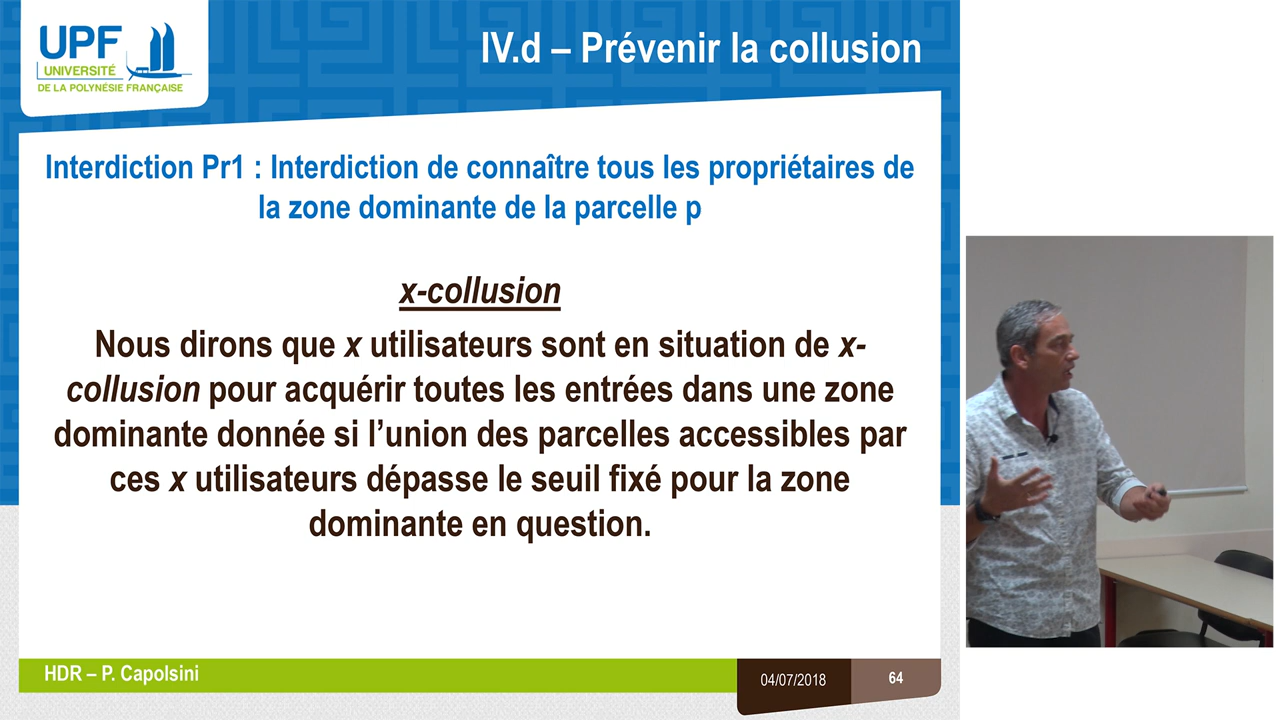 UPF
UNIVERSITÉ
DE LA POLYNÉSIE FRANÇAISE
IV.d – Prévenir la collusion
Interdiction Pr1 : Interdiction de connaître tous les propriétaires de
la zone dominante de la parcelle p
x-collusion
Nous dirons que x utilisateurs sont en situation de x-
collusion pour acquérir toutes les entrées dans une zone
dominante donnée si l’union des parcelles accessibles par
ces x utilisateurs dépasse le seuil fixé pour la zone
dominante en question.
HDR – P. Capolsini
04/07/2018
64